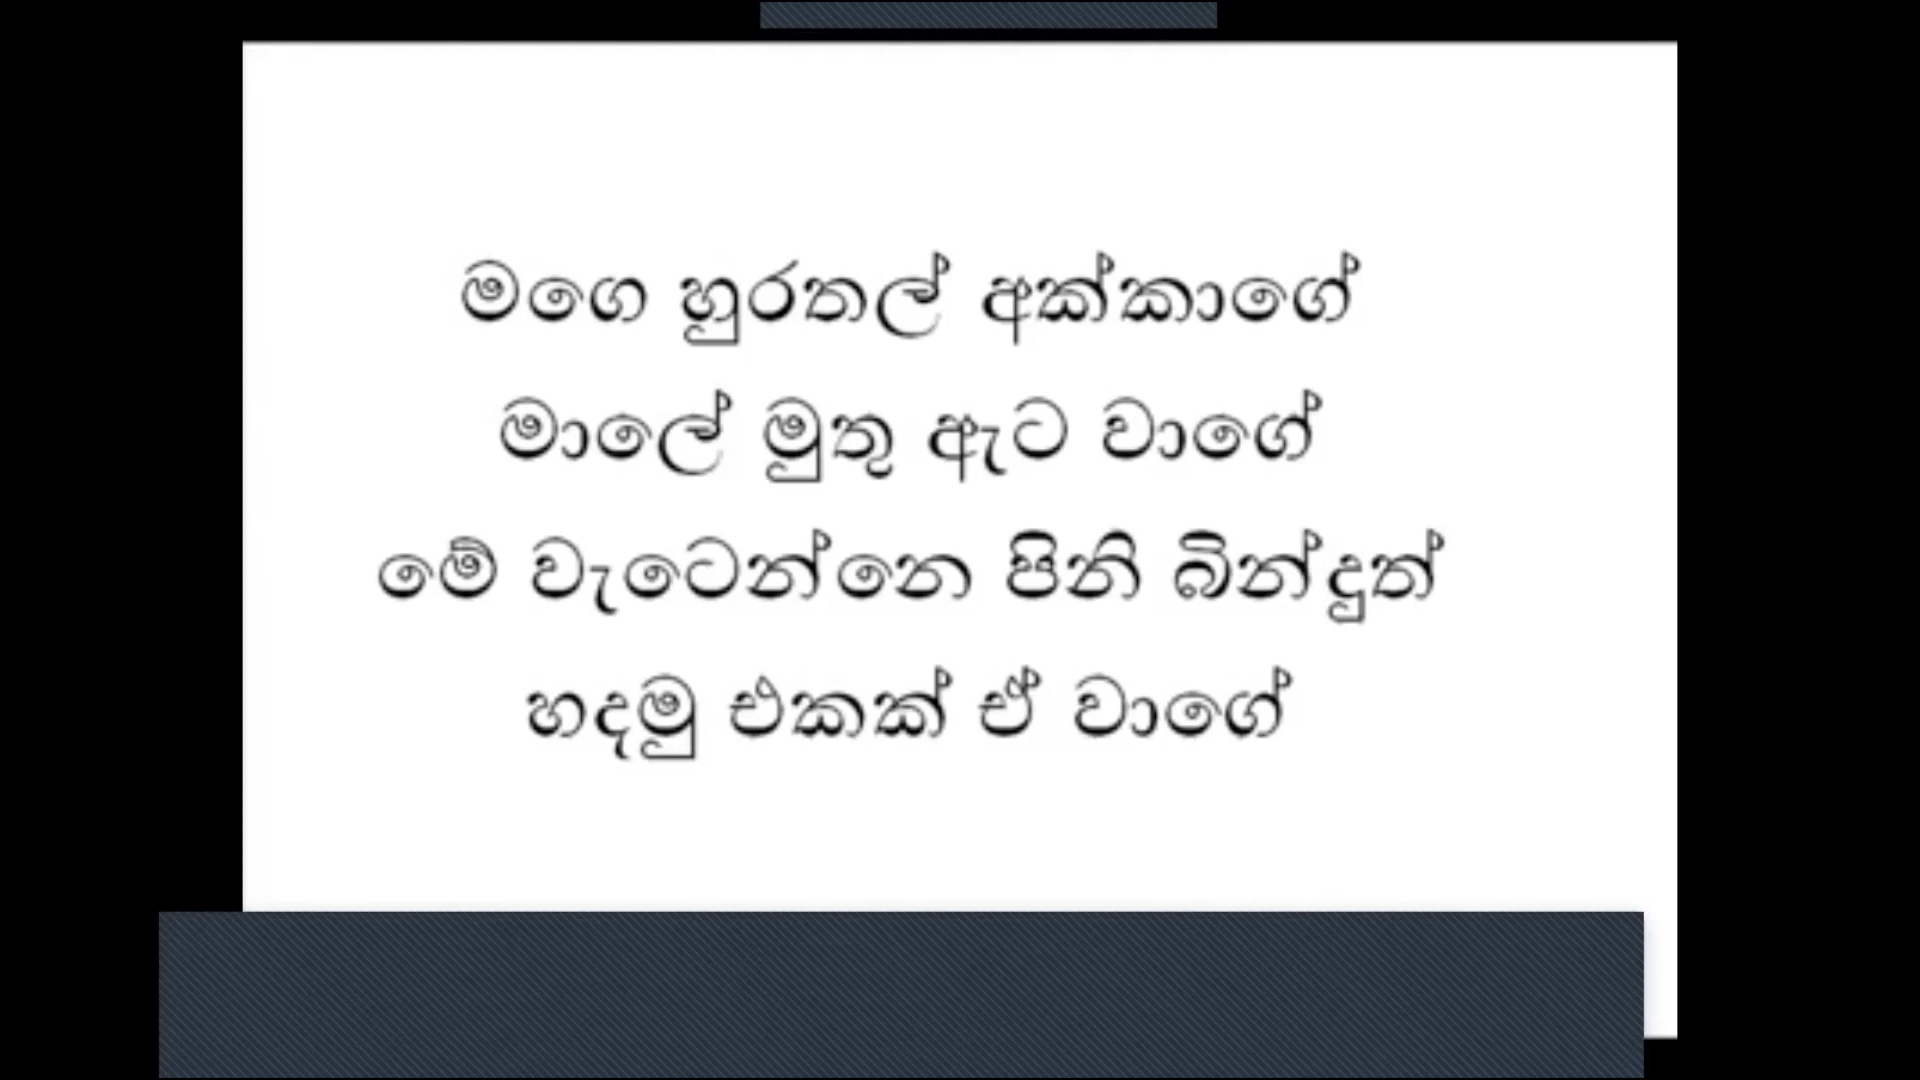 මගෙ හුරතල් අක්කාගේ
මාලේ මුතු ඇට වාගේ
මේ වැටෙන්නෙ පිනි බින්දුත්
හදමු එකක් ඒ වාගේ